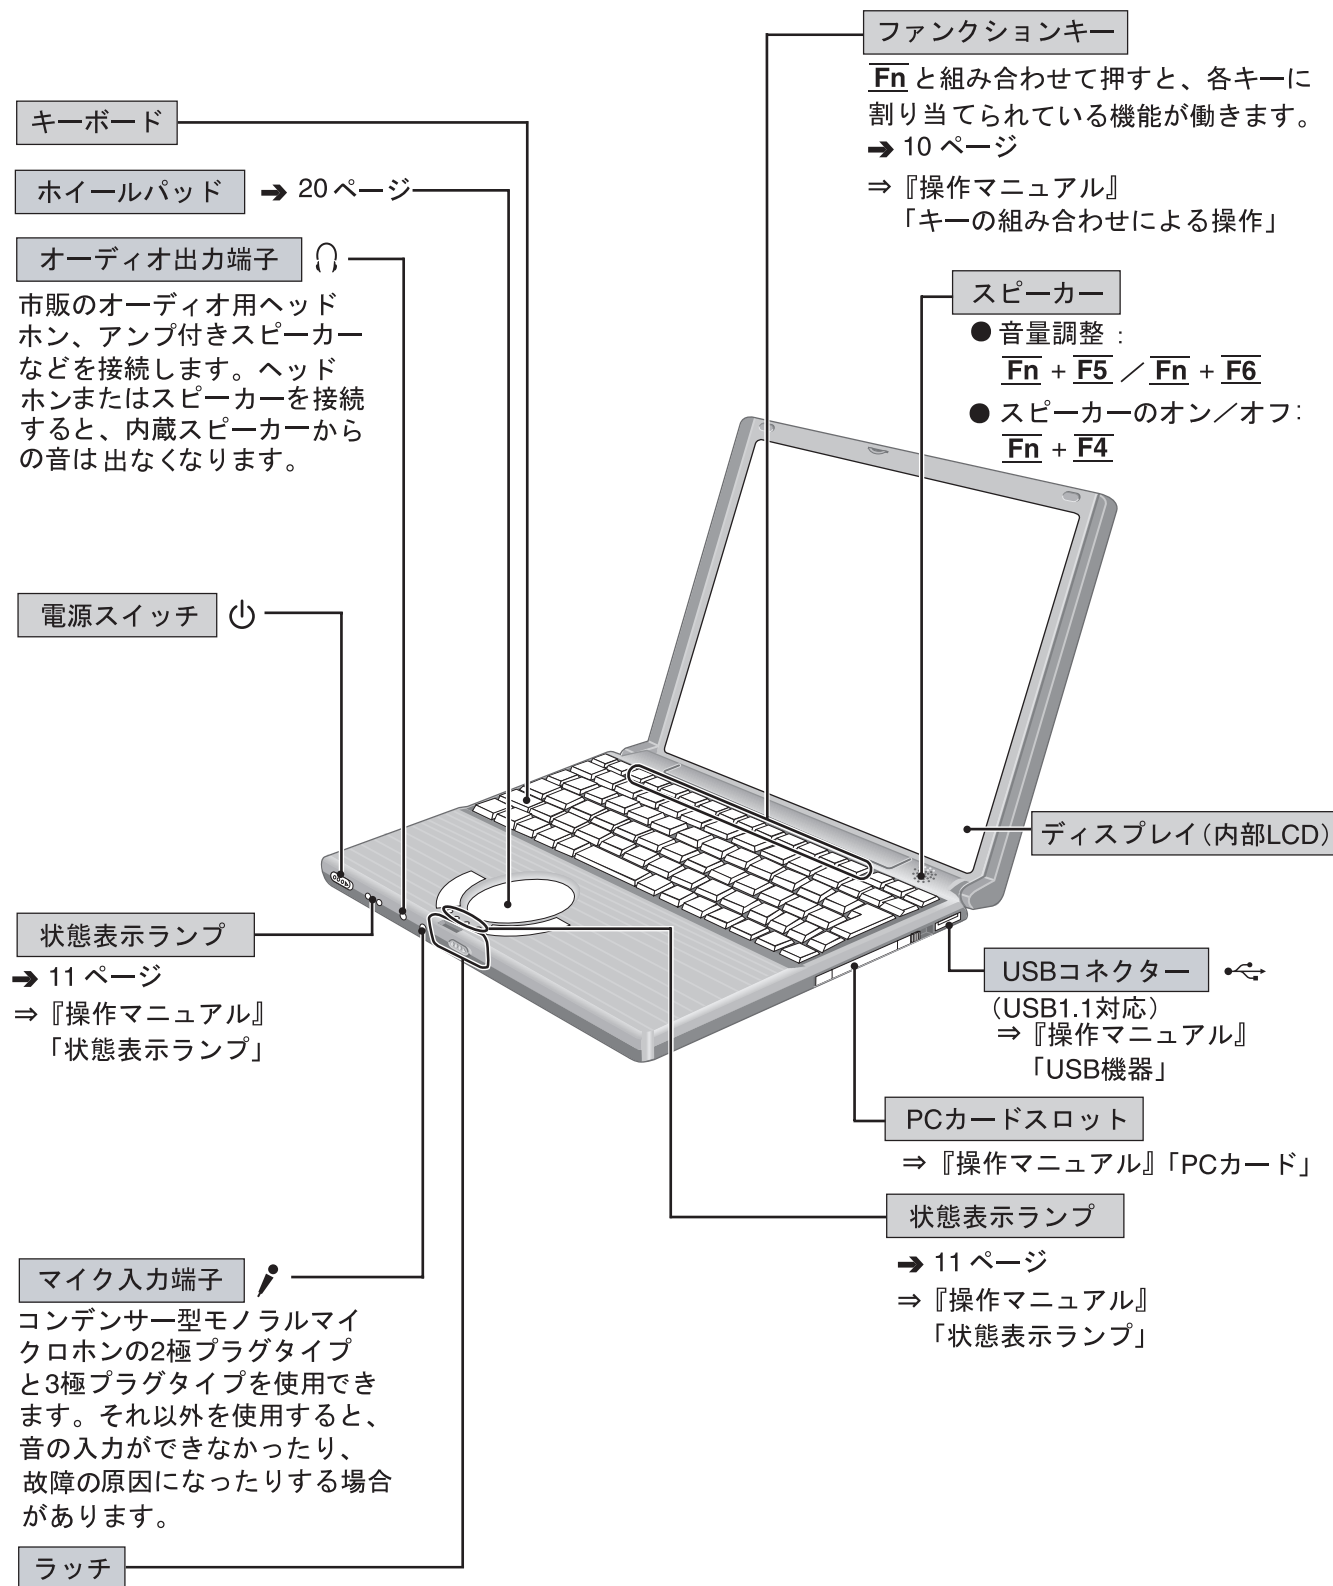 ファンクションキー
Fn と組み合わせて押すと、各キーに
割り当てられている機能が働きます。
➔ 10 ページ
⇒『操作マニュアル』
「キーの組み合わせによる操作」
キーボード
ホイールパッド ➔ 20 ページ
オーディオ出力端子
市販のオーディオ用ヘッド
ホン、アンプ付きスピーカー
などを接続します。ヘッド
ホンまたはスピーカーを接続
すると、内蔵スピーカーから
の音は出なくなります。
スピーカー
● 音量調整：
Fn + F5 ／ Fn + F6
● スピーカーのオン／オフ：
Fn + F4
電源スイッチ
ディスプレイ（内部LCD）
状態表示ランプ
➔ 11 ページ
⇒『操作マニュアル』
「状態表示ランプ」
USBコネクター
（USB1.1対応）
⇒『操作マニュアル』
「USB機器」
PCカードスロット
⇒『操作マニュアル』「PCカード」
状態表示ランプ
➔ 11 ページ
⇒『操作マニュアル』
「状態表示ランプ」
マイク入力端子
コンデンサー型モノラルマイ
クロホンの2極プラグタイプ
と3極プラグタイプを使用でき
ます。それ以外を使用すると、
音の入力ができなかったり、
故障の原因になったりする場合
があります。
ラッチ